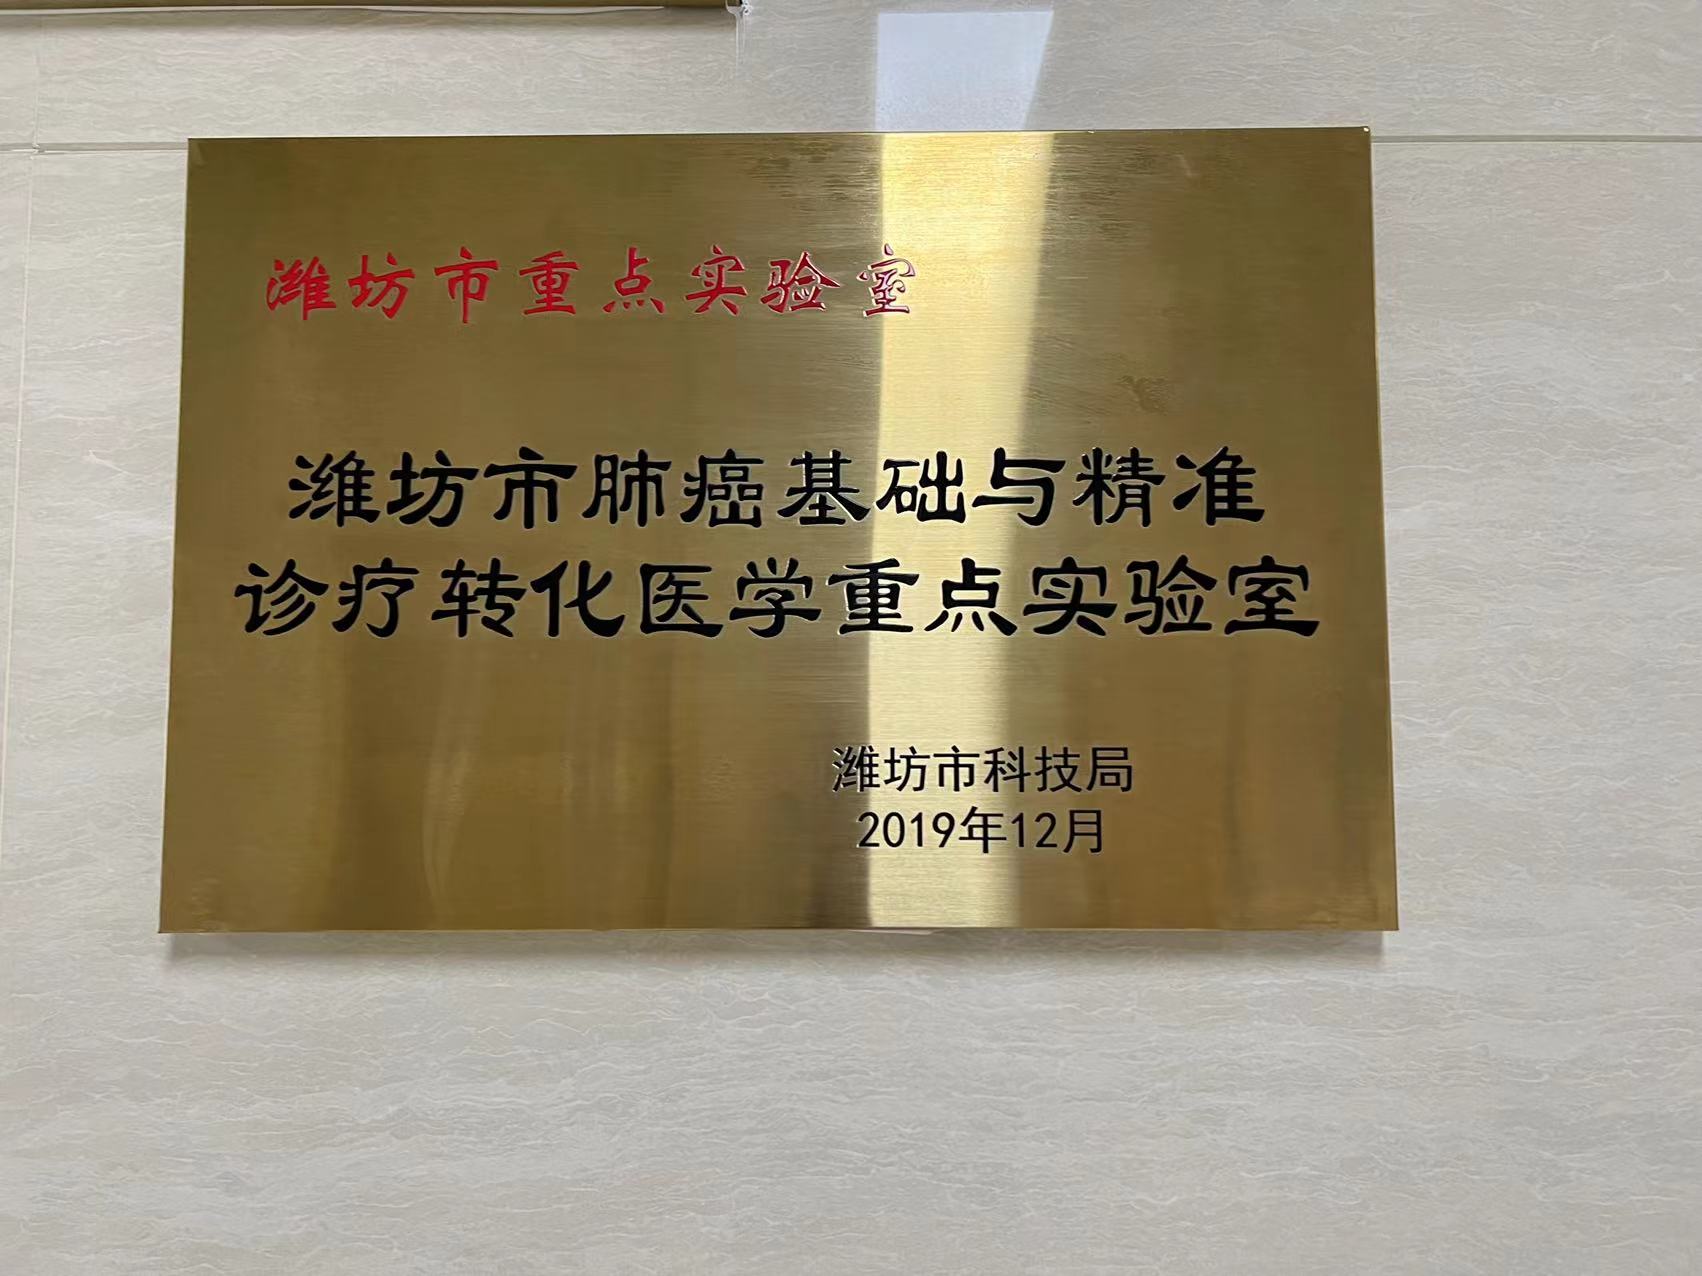 潍坊市重点实验室
潍坊市肺癌基础与精准
诊疗转化医学重点实验室
潍坊市科技局
2019年12月